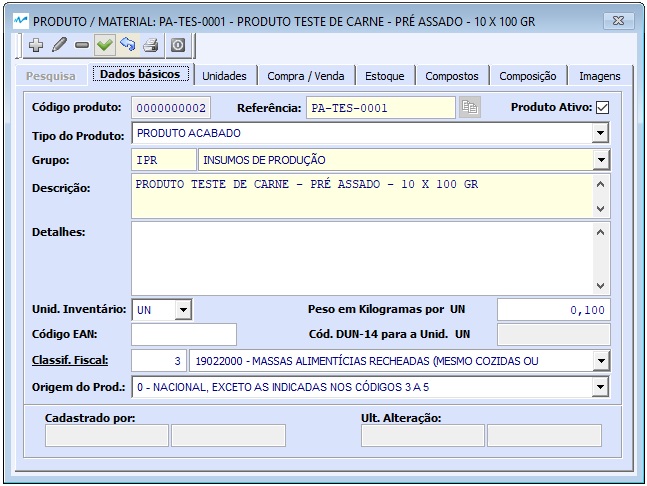 PRODUTO / MATERIAL: PA-TES-0001 - PRODUTO TESTE DE CARNE - PRÉ ASSADO - 10 X 100 GR
Pesquisa Dados básicos Unidades Compra / Venda Estoque Compostos Composição Imagens
Código produto: 0000000002 Referência: PA-TES-0001 Produto Ativo:
Tipo do Produto: PRODUTO ACABADO
Grupo: IPR INSUMOS DE PRODUÇÃO
Descrição: PRODUTO TESTE DE CARNE - PRÉ ASSADO - 10 X 100 GR
Detalhes:
Unid. Inventário: UN Peso em Kilogramas por UN 0,100
Código EAN: Cód. DUN-14 para a Unid. UN
Classif. Fiscal: 3 19022000 - MASSAS ALIMENTÍCIAS RECHEADAS (MESMO COZIDAS OU
Origem do Prod.: 0 - NACIONAL, EXCETO AS INDICADAS NOS CÓDIGOS 3 A 5
Cadastrado por: Ult. Alteração: